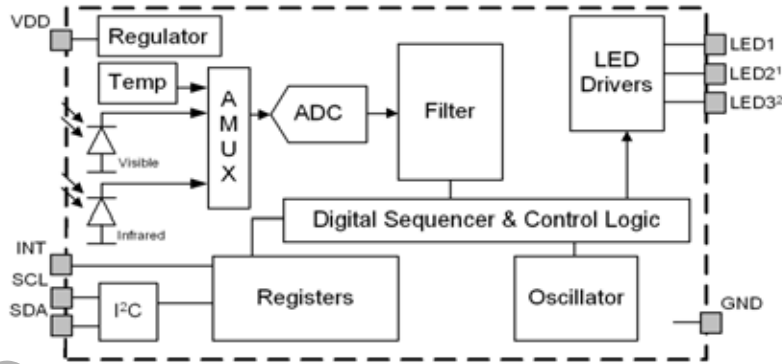 VDD
Regulator
LED
Drivers
LED1
LED2¹
LED3²
Temp
A
M
U
X
ADC
Filter
Visible
Infrared
Digital Sequencer & Control Logic
INT
SCL
SDA
I²C
Registers
Oscillator
GND